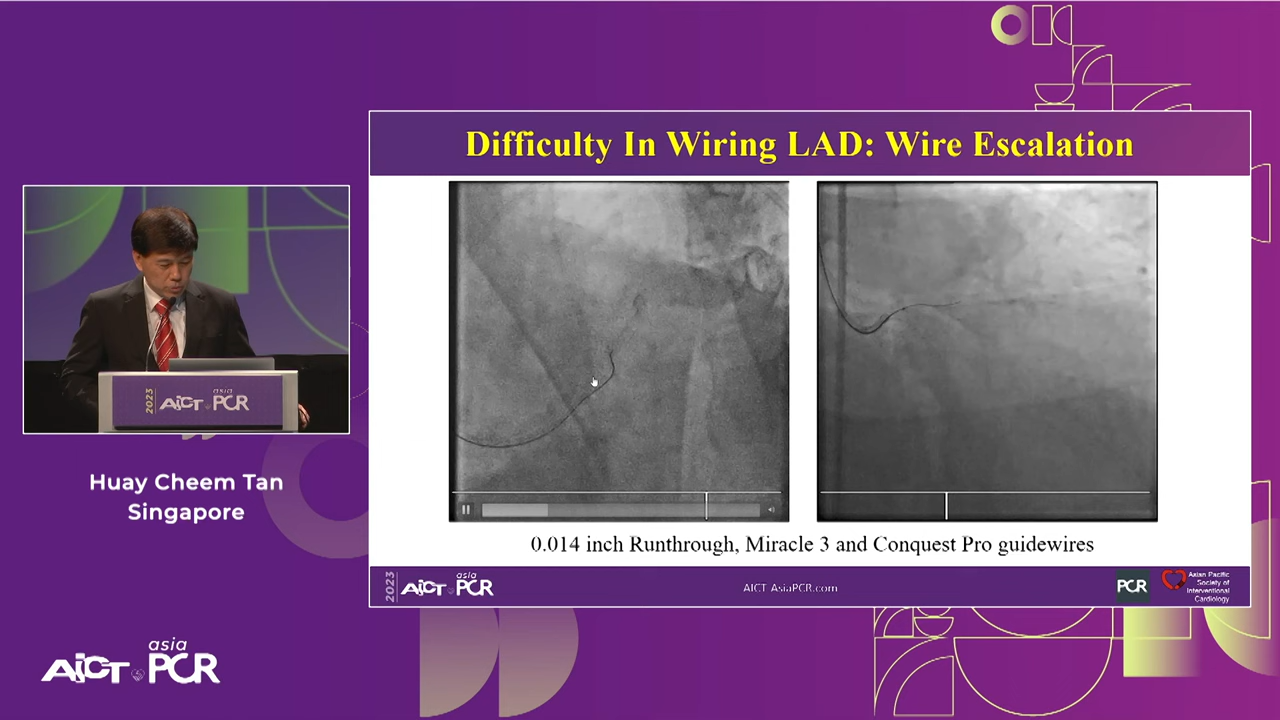 Difficulty In Wiring LAD: Wire Escalation
2023 AICT asia PCR
Huay Cheem Tan
Singapore
0.014 inch Runthrough, Miracle 3 and Conquest Pro guidewires
2023 AICT asia PCR
AICT AsiaPCR.com
PCR
Asian Pacific
Society of
Interventional
Cardiology
AICT asia PCR